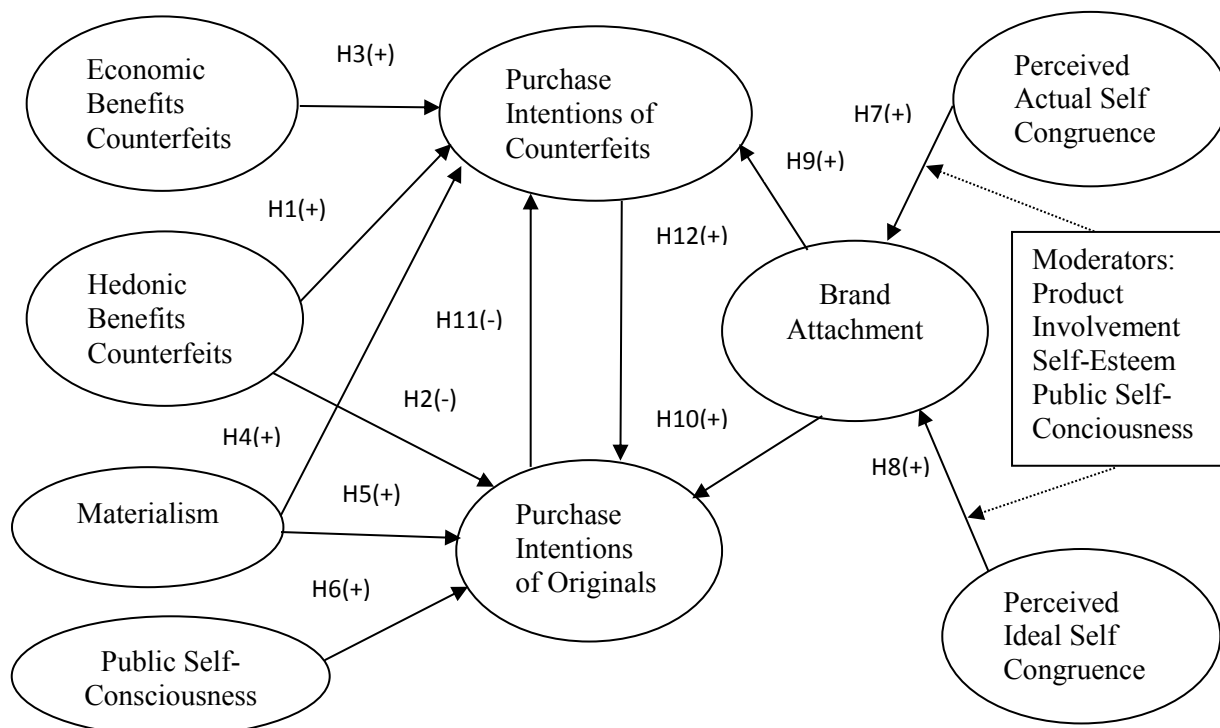 Economic
Benefits
Counterfeits
H3(+)
Purchase
Intentions of
Counterfeits
Perceived
Actual Self
Congruence
H7(+)
H9(+)
H1(+)
Hedonic
Benefits
Counterfeits
H12(+)
H11(-)
Brand
Attachment
Moderators:
Product
Involvement
Self-Esteem
Public Self-
Conciousness
H2(-)
H4(+)
H10(+)
H8(+)
Materialism
H5(+)
Purchase
Intentions
of Originals
H6(+)
Public Self-
Consciousness
Perceived
Ideal Self
Congruence